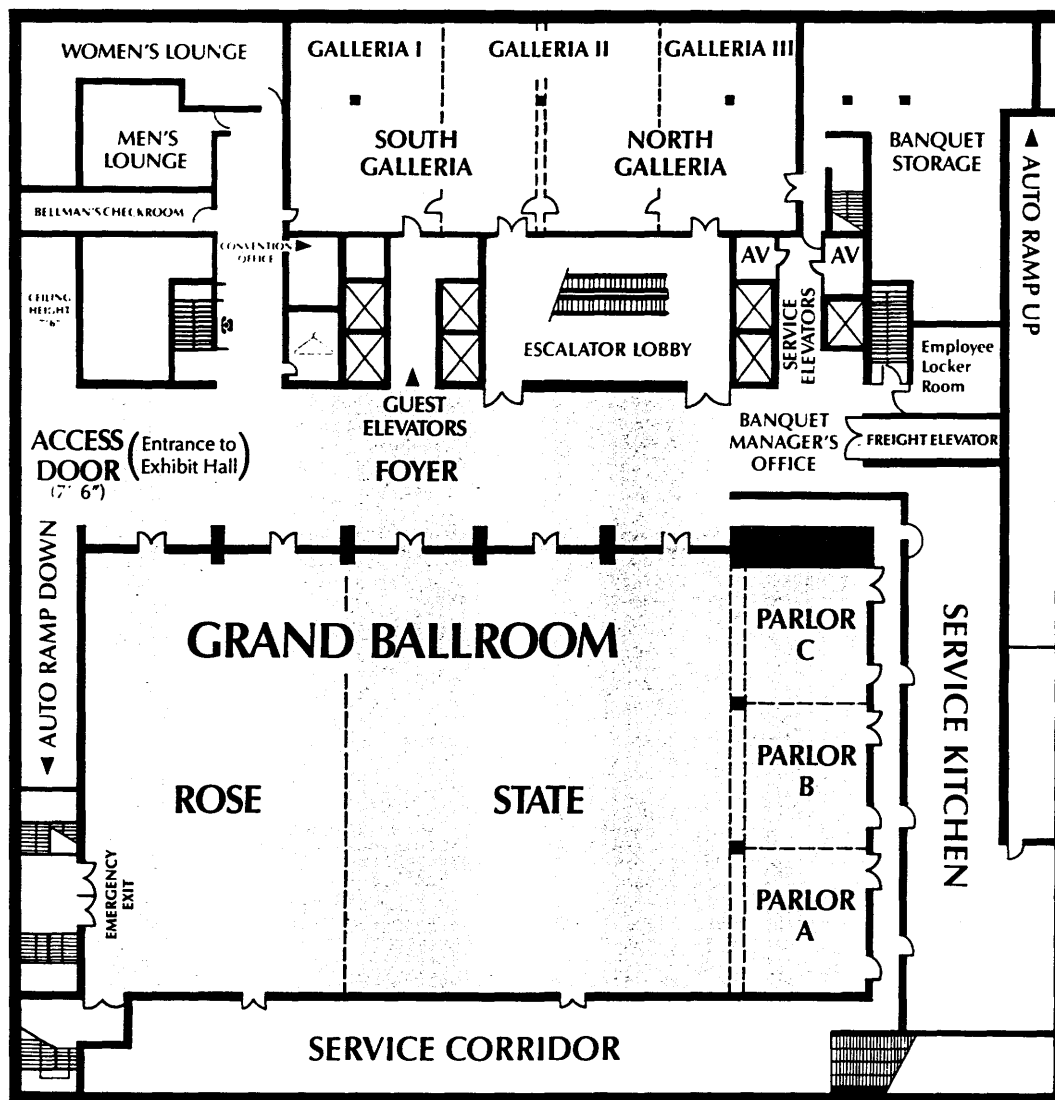 WOMEN'S LOUNGE
GALLERIA I
GALLERIA II
GALLERIA III
MEN'S
LOUNGE
SOUTH
GALLERIA
NORTH
GALLERIA
BANQUET
STORAGE
▲ AUTO RAMP UP
BELLMAN'S CHECKROOM
CONVENTION
OFFICE
AV
AV
CEILING
HEIGHT
7' 6"
ESCALATOR LOBBY
SERVICE
ELEVATORS
Employee
Locker
Room
GUEST
ELEVATORS
BANQUET
MANAGER'S
OFFICE
FREIGHT ELEVATOR
ACCESS
DOOR
(7' 6")
(Entrance to
Exhibit Hall)
FOYER
◄ AUTO RAMP DOWN
GRAND BALLROOM
PARLOR
C
SERVICE KITCHEN
ROSE
STATE
PARLOR
B
EMERGENCY
EXIT
PARLOR
A
SERVICE CORRIDOR